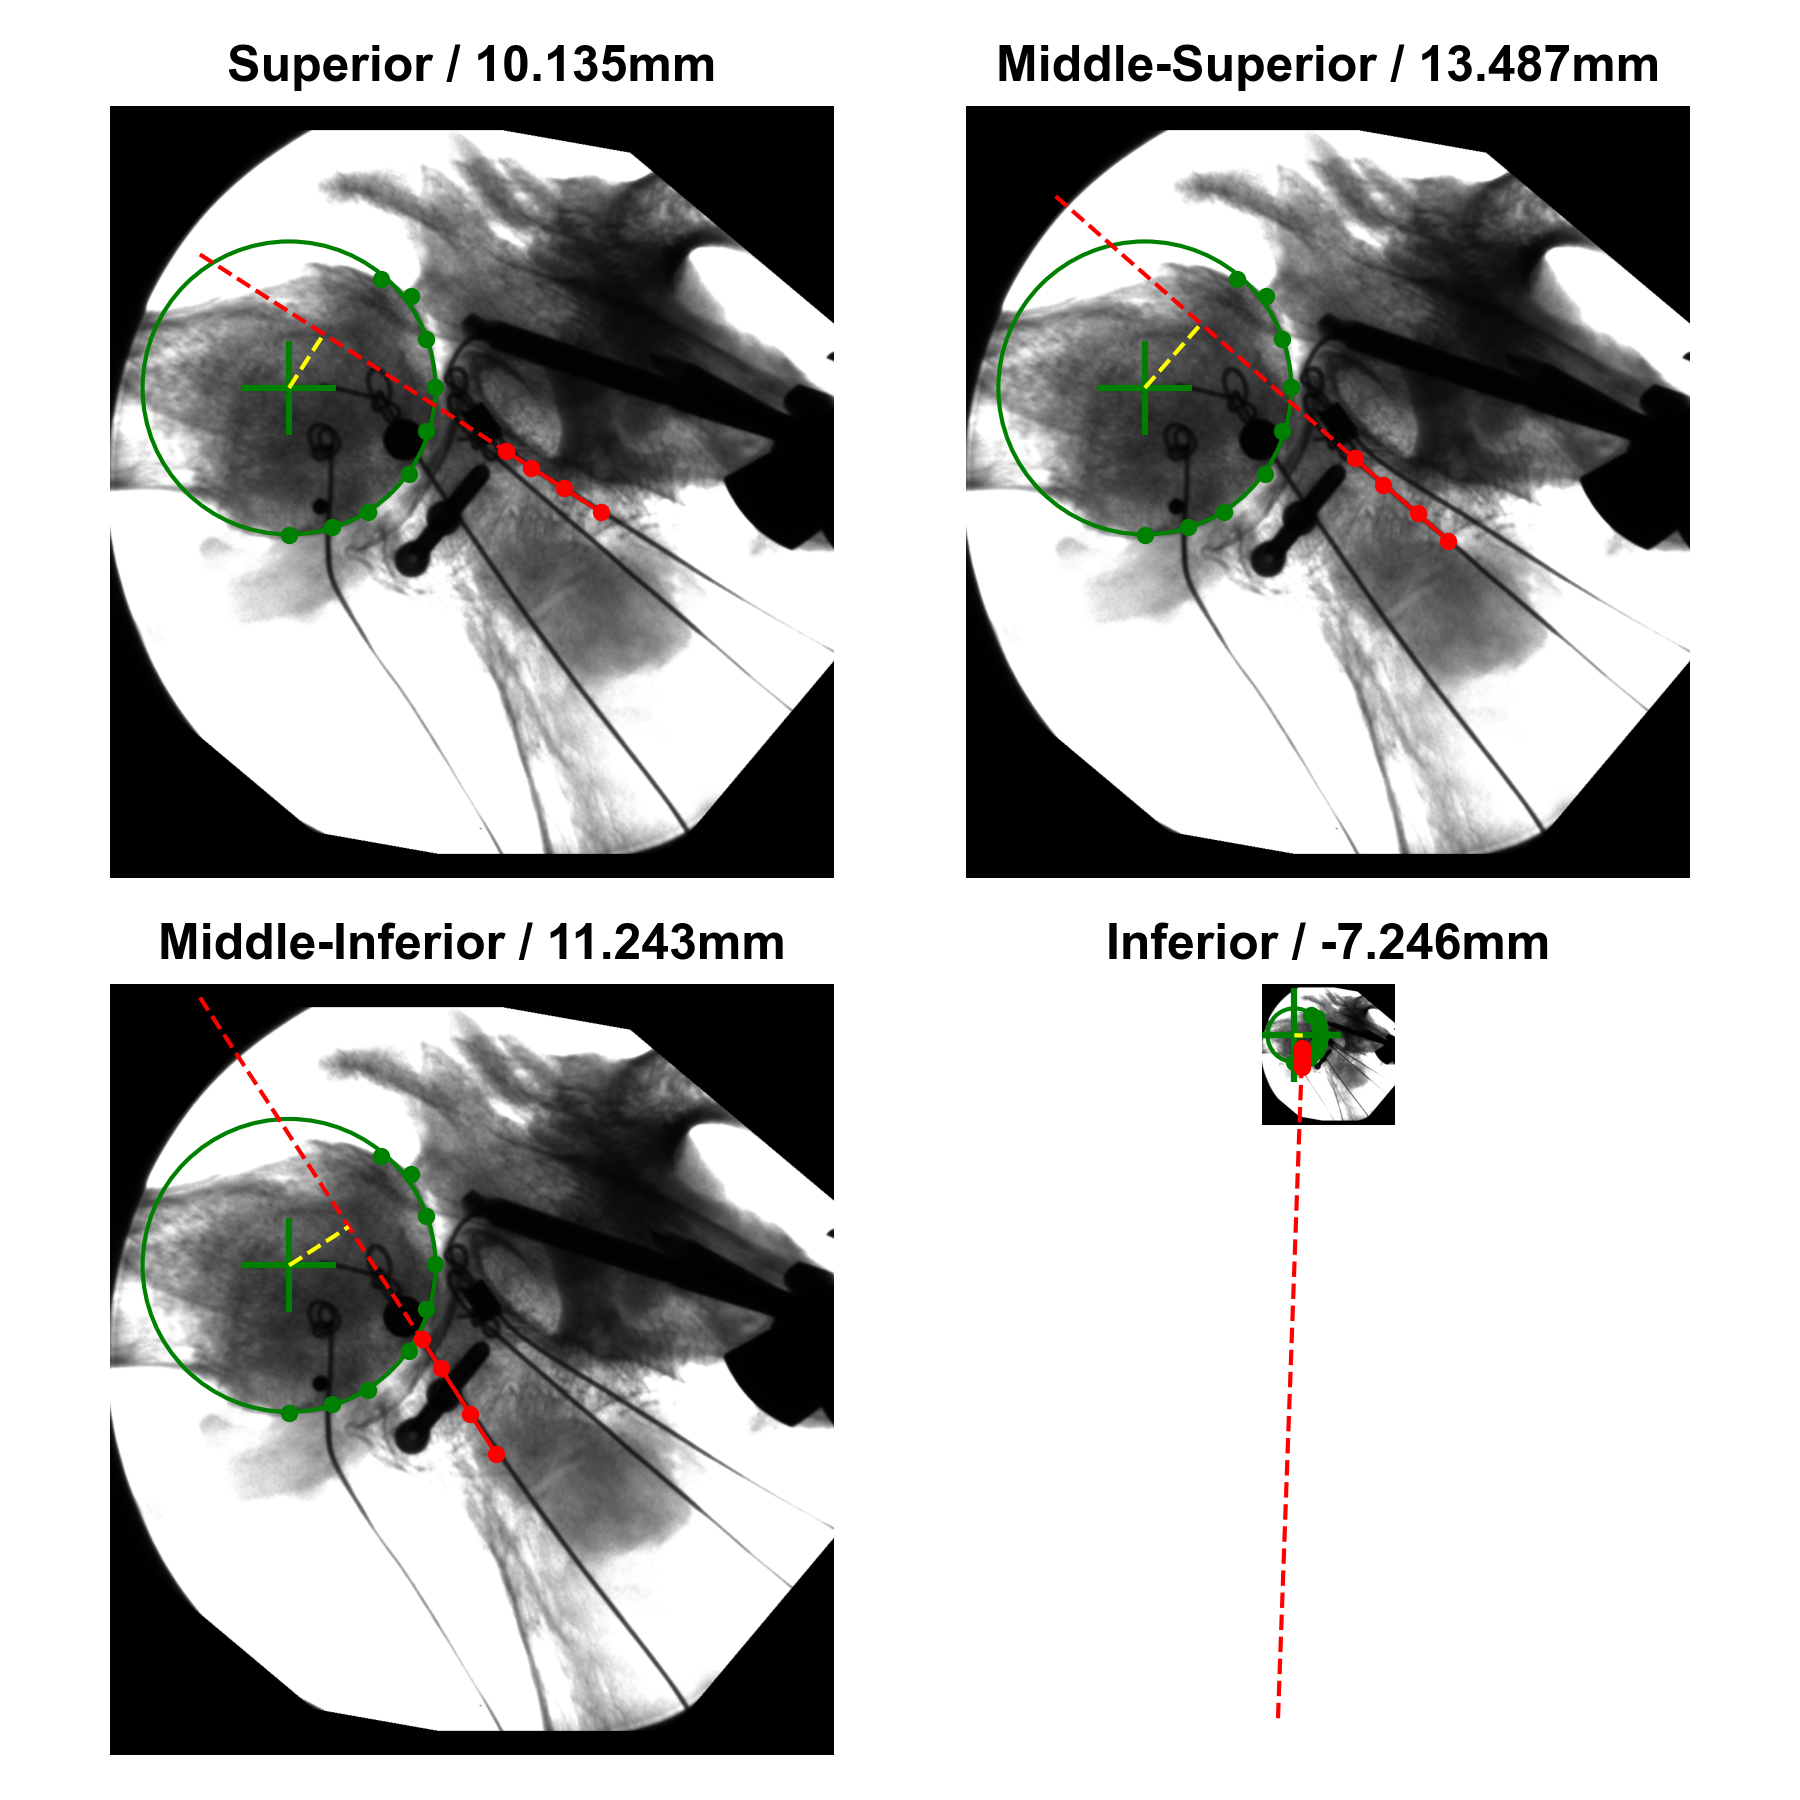 Superior / 10.135mm
Middle-Superior / 13.487mm
Middle-Inferior / 11.243mm
Inferior / -7.246mm